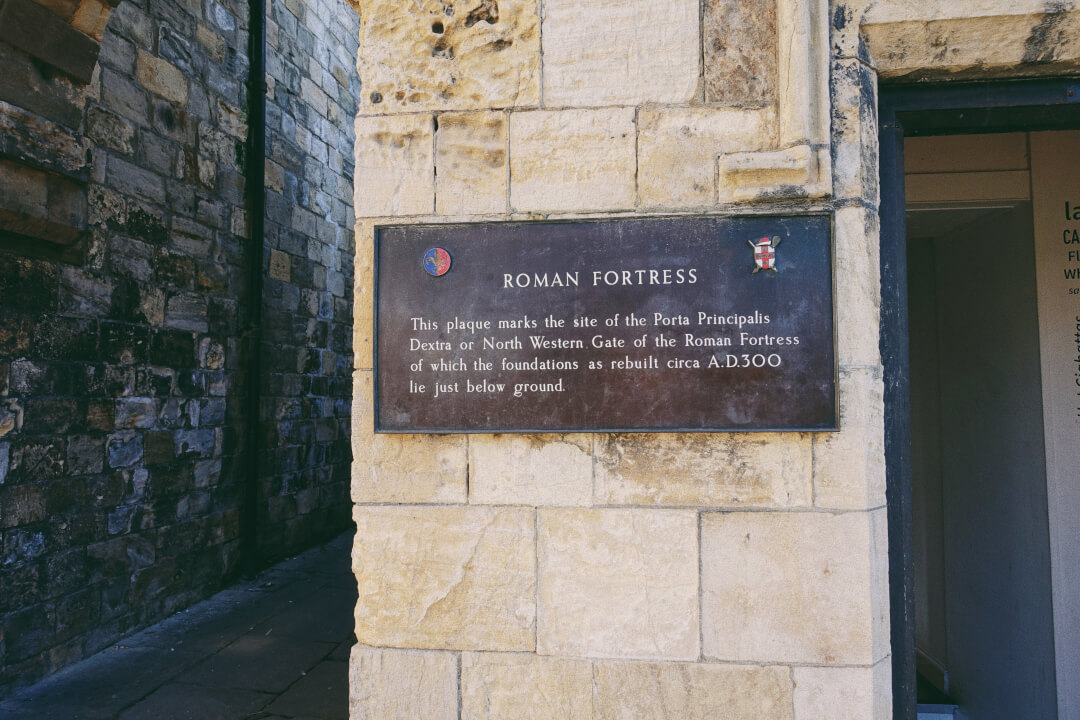 ROMAN FORTRESS
This plaque marks the site of the Porta Principalis
Dextra or North Western Gate of the Roman Fortress
of which the foundations as rebuilt circa A.D.300
lie just below ground.